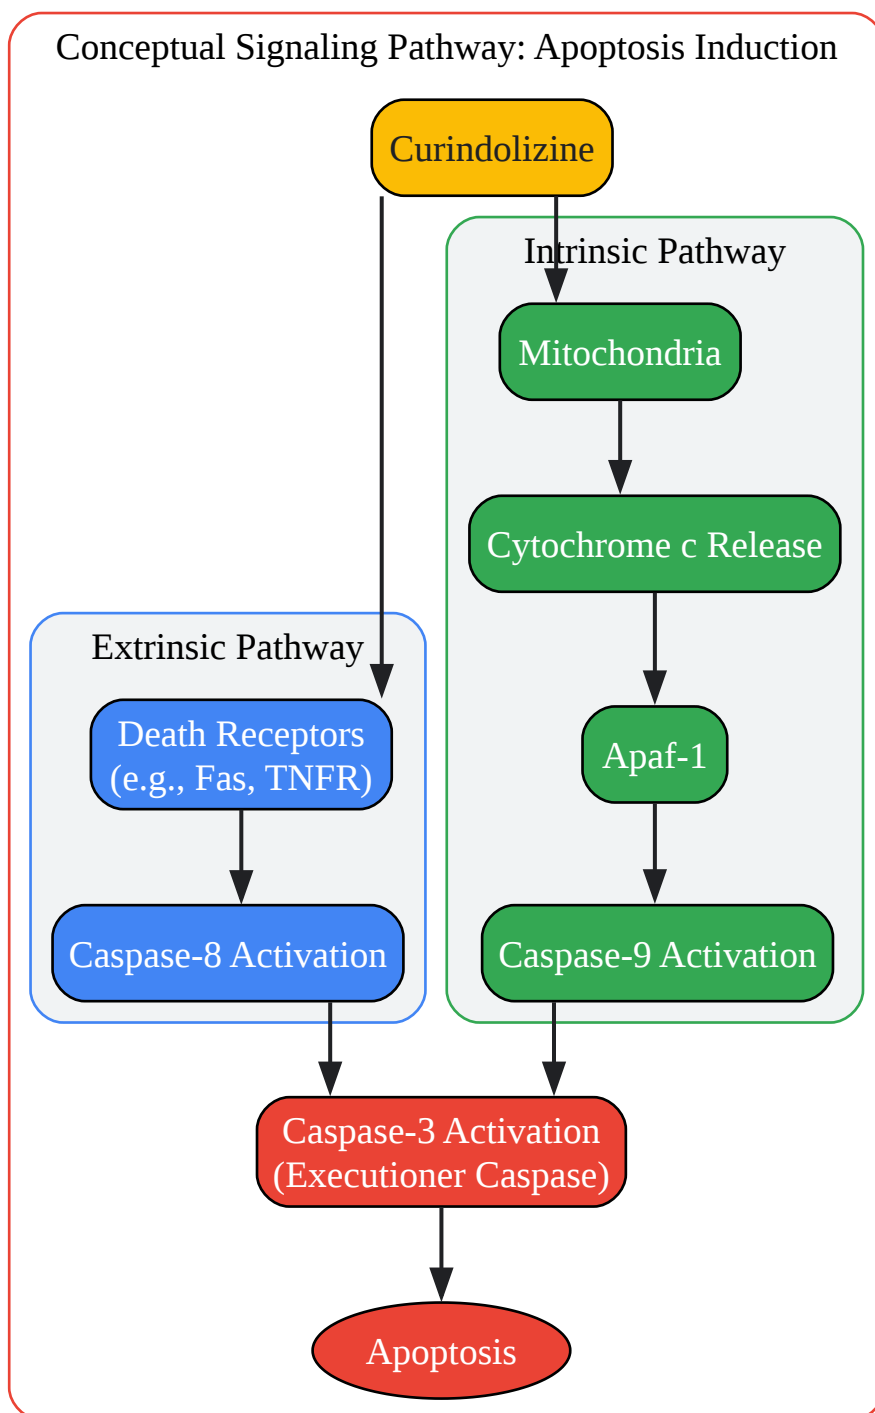 Conceptual Signaling Pathway: Apoptosis Induction
Curindolizine
Intrinsic Pathway
Mitochondria
Cytochrome c Release
Extrinsic Pathway
Death Receptors
(e.g., Fas, TNFR)
Apaf-1
Caspase-8 Activation
Caspase-9 Activation
Caspase-3 Activation
(Executioner Caspase)
Apoptosis